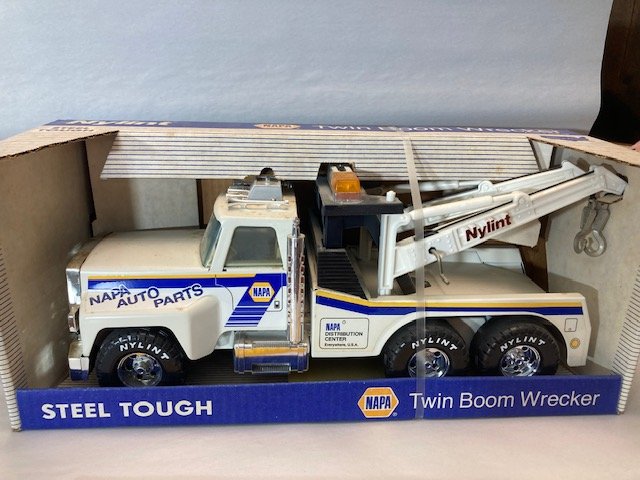 Nylint NAPA Twin Boom Wrecker
Nylint
NAPA AUTO PARTS
NAPA
NAPA
DISTRIBUTION
CENTER
Everywhere, U.S.A.
NYLINT
NYLINT
NYLINT
STEEL TOUGH
NAPA Twin Boom Wrecker